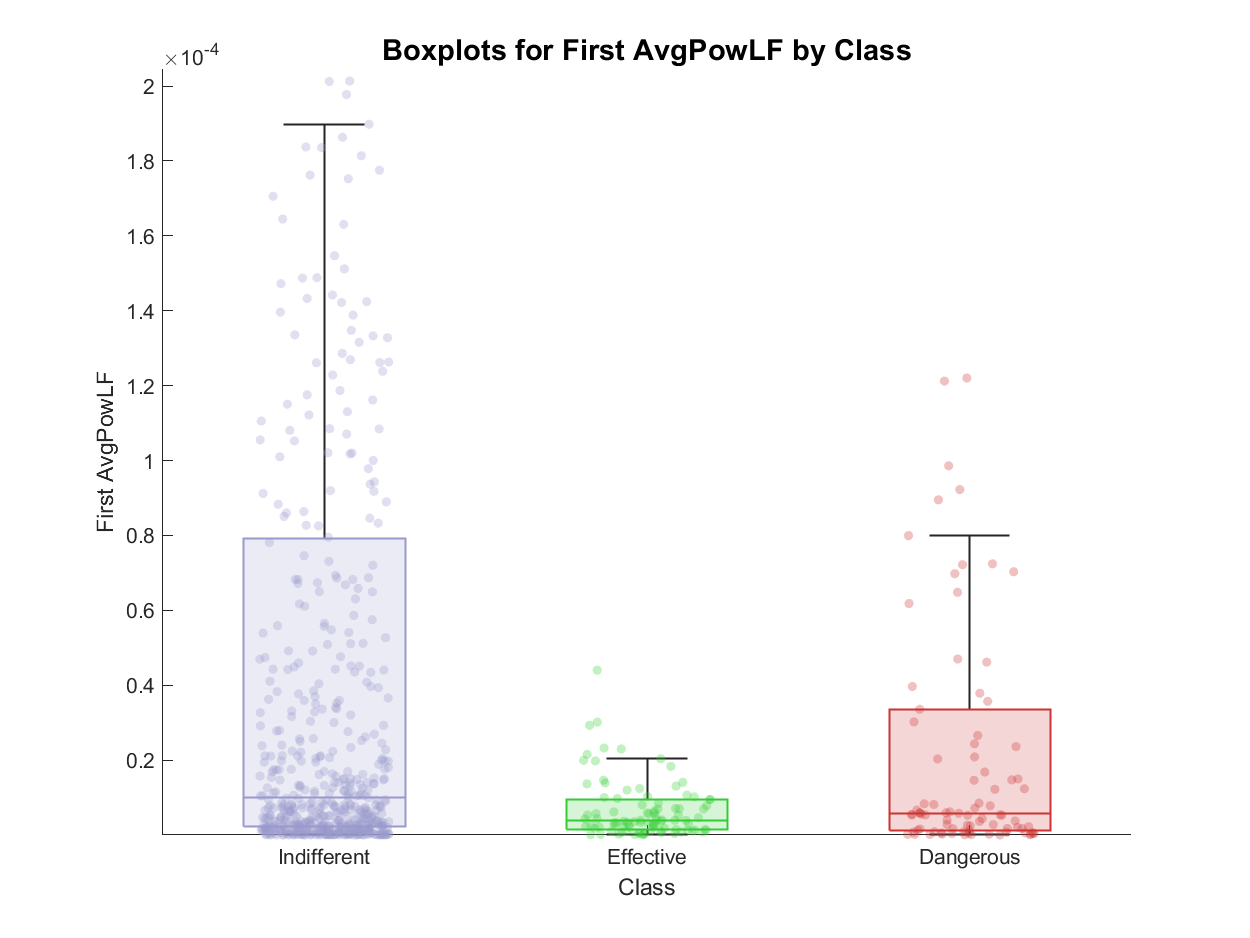 Boxplots for First AvgPowLF by Class
×10⁻⁴
2
1.8
1.6
1.4
1.2
1
0.8
0.6
0.4
0.2
First AvgPowLF
Indifferent Effective Dangerous
Class